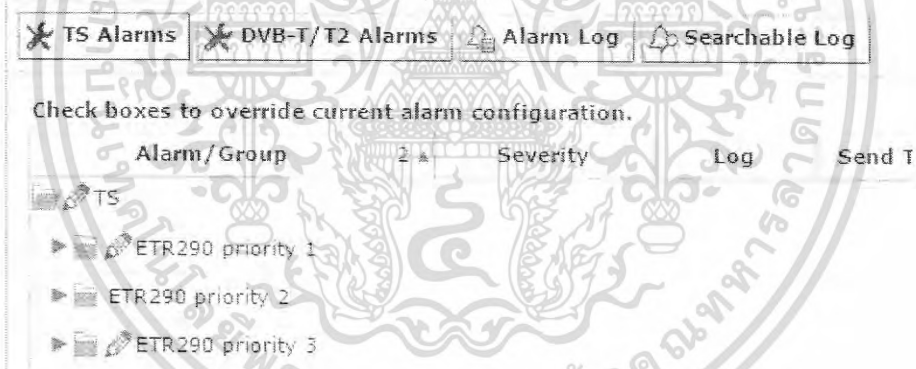 TS Alarms DVB-T/T2 Alarms Alarm Log Searchable Log
Check boxes to override current alarm configuration.
Alarm/Group 2 Severity Log Send T
TS
ETR290 priority 1
ETR290 priority 2
ETR290 priority 3